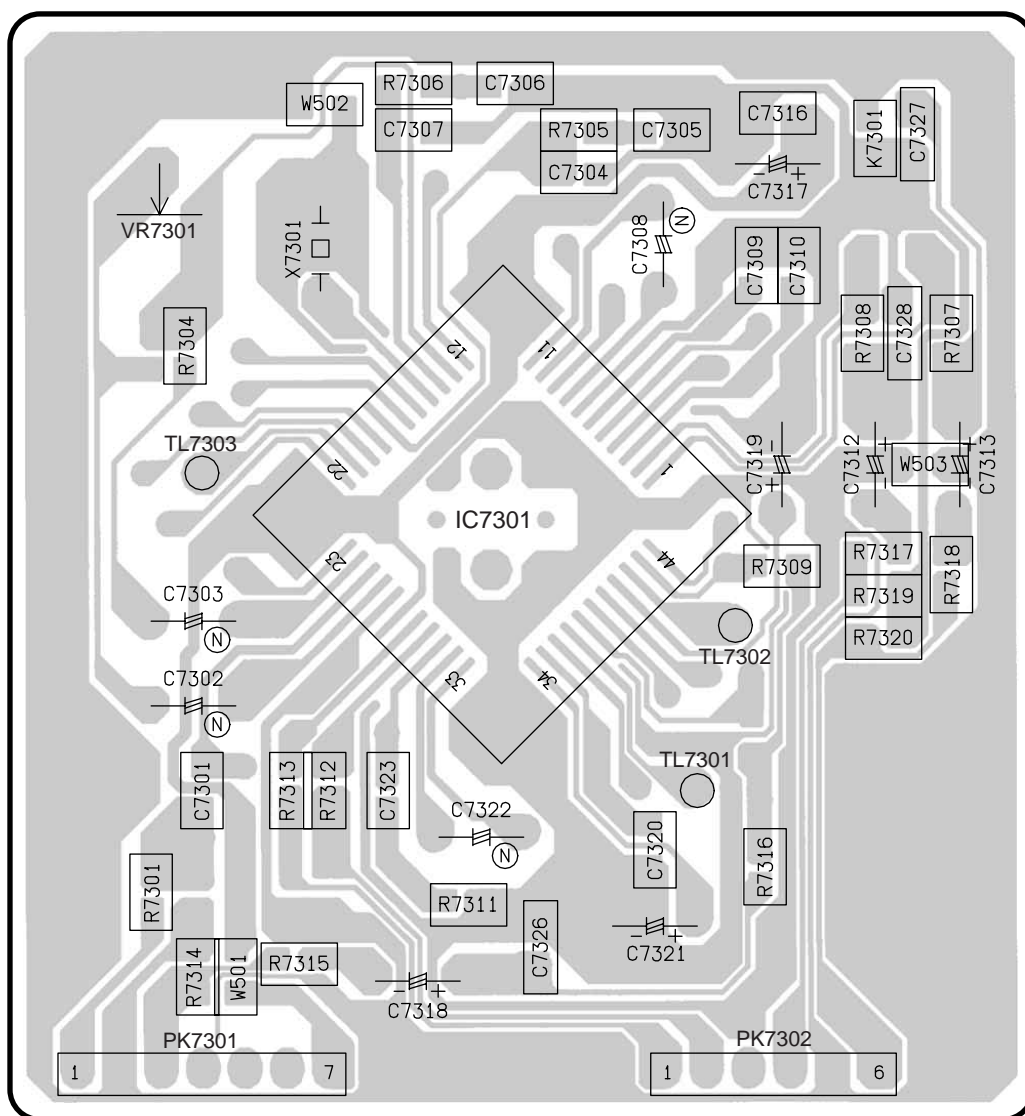 R7306
C7306
W502
C7307
R7305
C7305
C7316
K7301
C7327
C7304
- +
C7317
VR7301
X7301
C7308
N
C7309
C7310
R7304
R7308
C7328
R7307
12
11
TL7303
22
1
C7319
-
+
C7312
+
-
W503
+
-
C7313
IC7301
23
44
R7309
R7317
R7318
R7319
R7320
C7303
N
TL7302
C7302
N
33
34
C7301
R7313
R7312
C7323
TL7301
C7322
N
C7320
R7316
R7301
R7311
C7326
- +
C7321
R7314
W501
R7315
- +
C7318
PK7301
PK7302
1 7
1 6